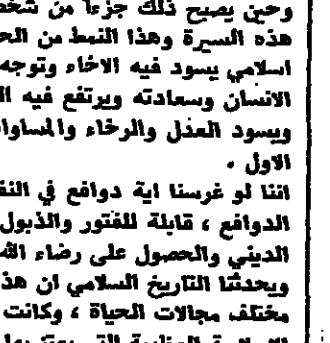 وحين يصبح ذلك جزءا من شخص
هذه السيرة وهذا النمط من الح
اسلامي يسود فيه الاخاء وتوجه
الانسان وسعادته ويرتفع فيه ال
ويسود العدل والرخاء والمساوا
الاول .
اننا لو غرسنا اية دوافع في النف
الدوافع ، قابلة للفتور والذبول
الديني والحصول على رضاء الله
ويحدثنا التاريخ السلامي ان هذ
مختلف مجالات الحياة ، وكانت